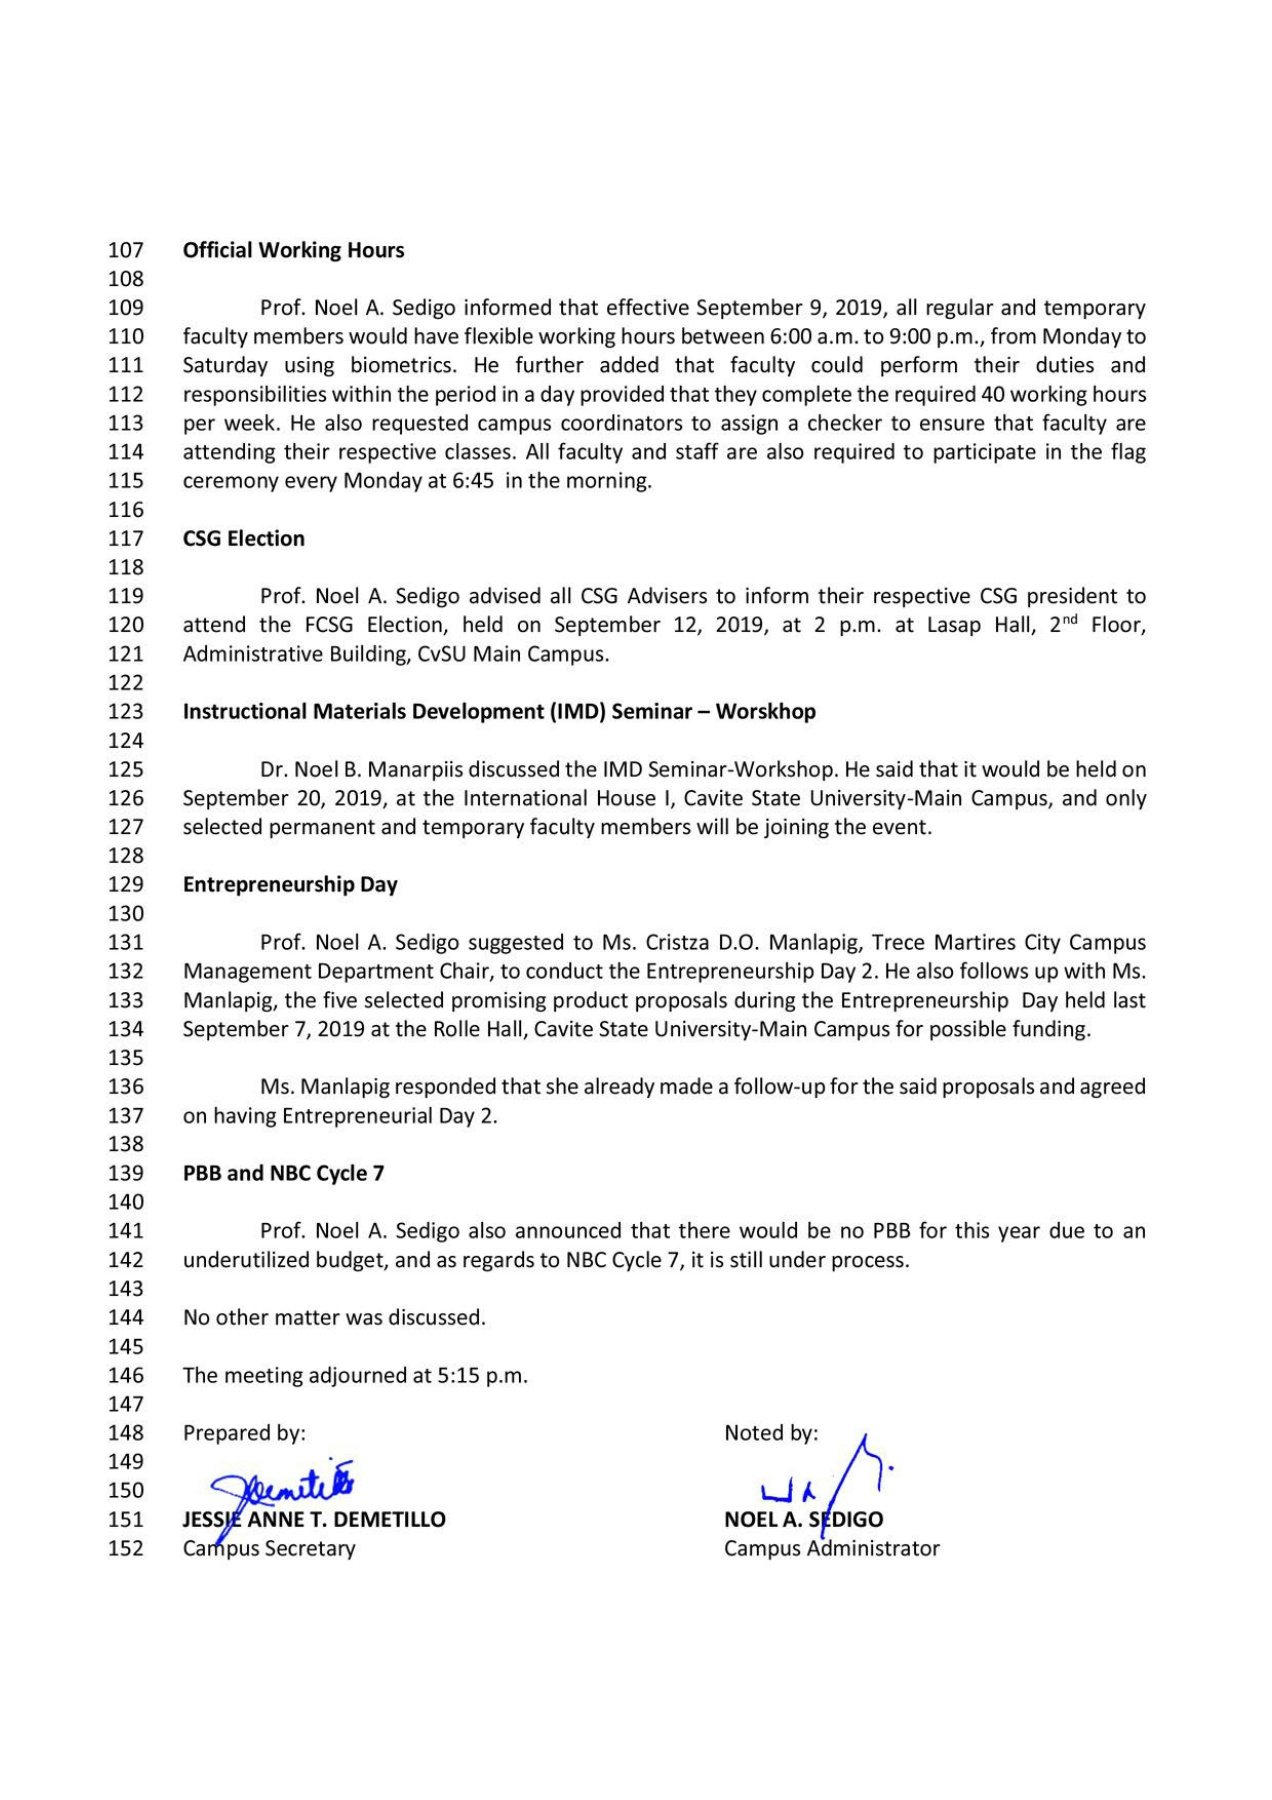 107 Official Working Hours
108
109 Prof. Noel A. Sedigo informed that effective September 9, 2019, all regular and temporary
110 faculty members would have flexible working hours between 6:00 a.m. to 9:00 p.m., from Monday to
111 Saturday using biometrics. He further added that faculty could perform their duties and
112 responsibilities within the period in a day provided that they complete the required 40 working hours
113 per week. He also requested campus coordinators to assign a checker to ensure that faculty are
114 attending their respective classes. All faculty and staff are also required to participate in the flag
115 ceremony every Monday at 6:45 in the morning.
116
117 CSG Election
118
119 Prof. Noel A. Sedigo advised all CSG Advisers to inform their respective CSG president to
120 attend the FCSG Election, held on September 12, 2019, at 2 p.m. at Lasap Hall, 2nd Floor,
121 Administrative Building, CvSU Main Campus.
122
123 Instructional Materials Development (IMD) Seminar – Worskhop
124
125 Dr. Noel B. Manarpiis discussed the IMD Seminar-Workshop. He said that it would be held on
126 September 20, 2019, at the International House I, Cavite State University-Main Campus, and only
127 selected permanent and temporary faculty members will be joining the event.
128
129 Entrepreneurship Day
130
131 Prof. Noel A. Sedigo suggested to Ms. Cristza D.O. Manlapig, Trece Martires City Campus
132 Management Department Chair, to conduct the Entrepreneurship Day 2. He also follows up with Ms.
133 Manlapig, the five selected promising product proposals during the Entrepreneurship Day held last
134 September 7, 2019 at the Rolle Hall, Cavite State University-Main Campus for possible funding.
135
136 Ms. Manlapig responded that she already made a follow-up for the said proposals and agreed
137 on having Entrepreneurial Day 2.
138
139 PBB and NBC Cycle 7
140
141 Prof. Noel A. Sedigo also announced that there would be no PBB for this year due to an
142 underutilized budget, and as regards to NBC Cycle 7, it is still under process.
143
144 No other matter was discussed.
145
146 The meeting adjourned at 5:15 p.m.
147
148 Prepared by: Noted by:
149
150
151 JESSIE ANNE T. DEMETILLO NOEL A. SEDIGO
152 Campus Secretary Campus Administrator